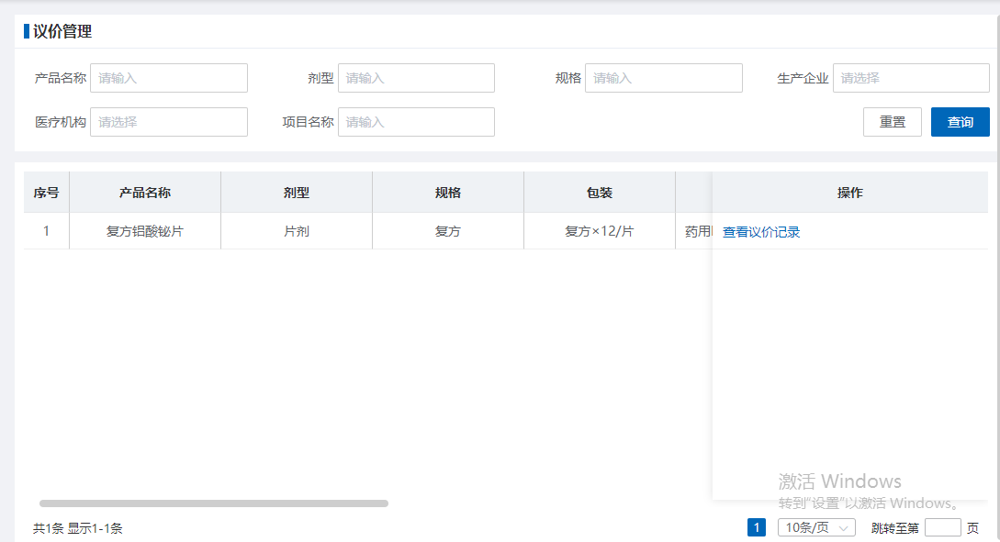 议价管理
产品名称 请输入 剂型 请输入 规格 请输入 生产企业 请选择
医疗机构 请选择 项目名称 请输入 重置 查询
序号 产品名称 剂型 规格 包装 操作
1 复方铝酸铋片 片剂 复方 复方×12/片 药用 查看议价记录
激活 Windows
转到"设置"以激活 Windows。
共1条 显示1-1条 1 10条/页 跳转至第 页